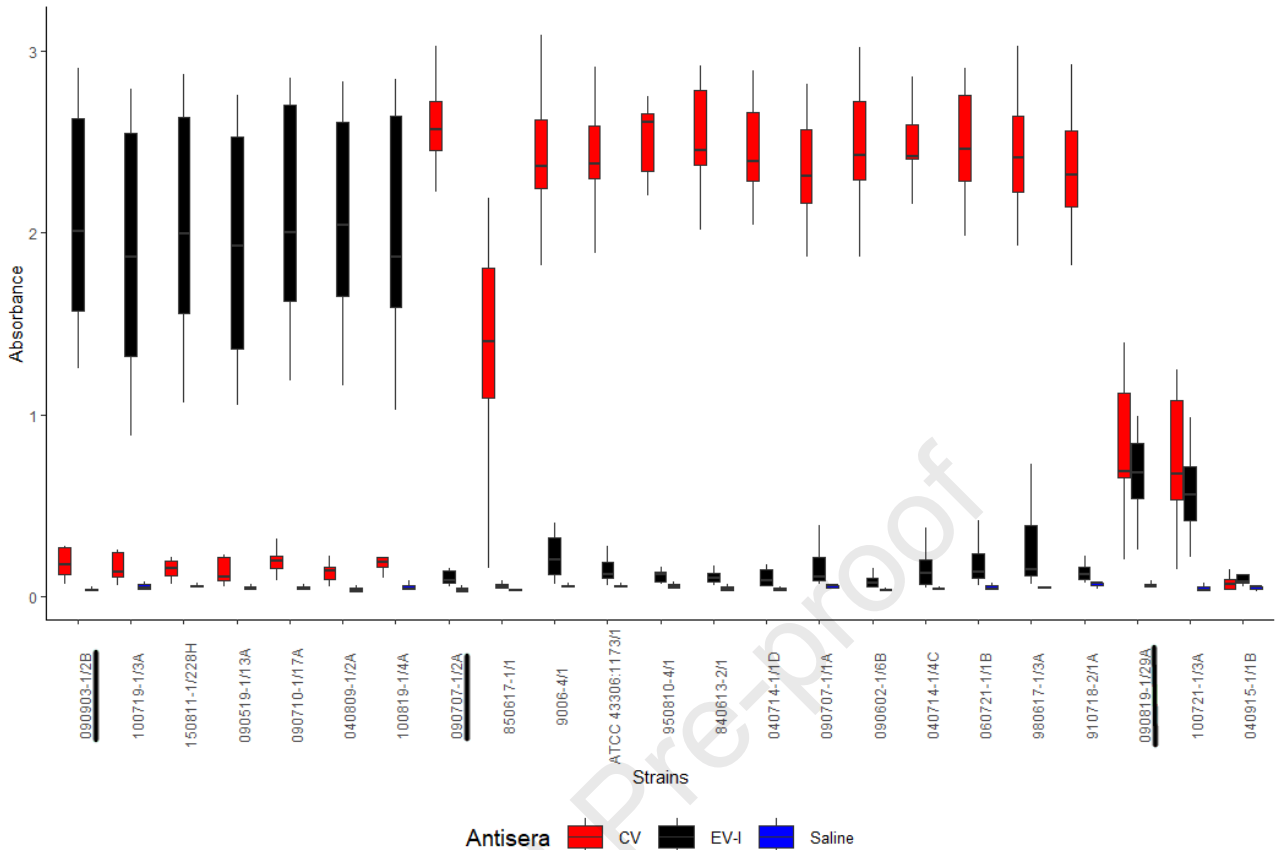 3
2
1
0
Absorbance
090903-1/2B
100719-1/3A
150811-1/228H
090519-1/13A
090710-1/17A
040809-1/2A
100819-1/4A
090707-1/2A
850617-1/1
9006-4/1
ATCC 43306:1173/1
950810-4/1
840613-2/1
040714-1/1D
090707-1/1A
090602-1/6B
040714-1/4C
060721-1/1B
980617-1/3A
910718-2/1A
090819-1/29A
100721-1/3A
040915-1/1B
Strains
Antisera CV EV-I Saline
Pre-proof